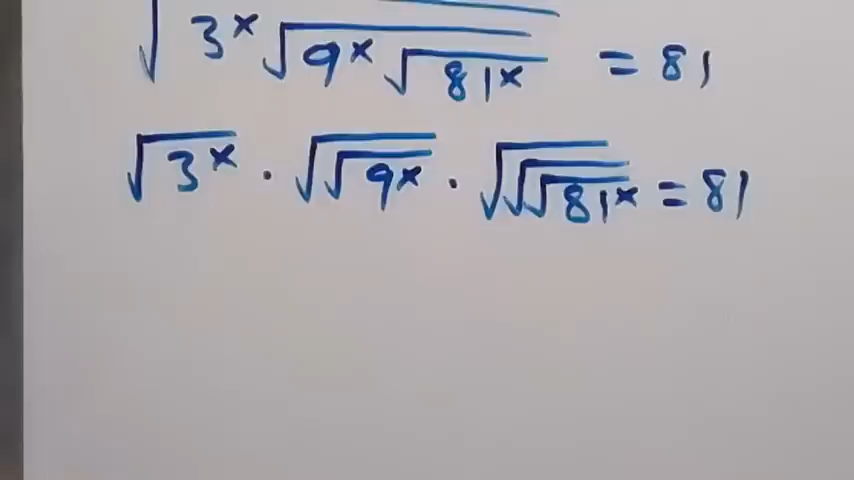 √3ˣ√9ˣ√81ˣ = 81
√3ˣ · √√9ˣ · √√√81ˣ = 81